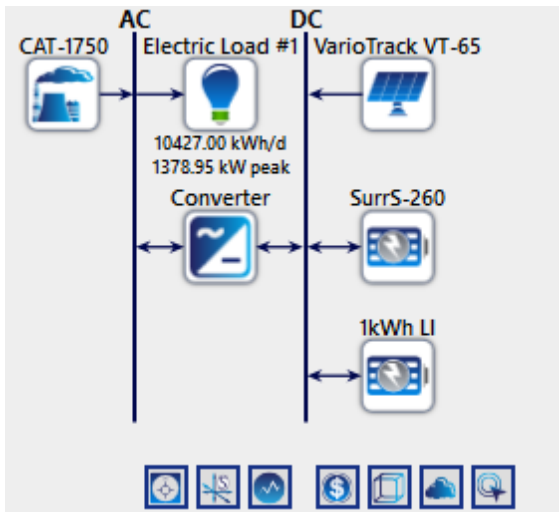 AC DC
CAT-1750 Electric Load #1 VarioTrack VT-65
10427.00 kWh/d
1378.95 kW peak
Converter SurrS-260
1kWh LI